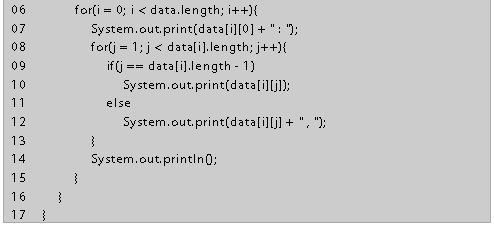 06 for(i = 0; i < data.length; i++){
07 System.out.print(data[i][0] + " : ");
08 for(j = 1; j < data[i].length; j++){
09 if(j == data[i].length - 1)
10 System.out.print(data[i][j]);
11 else
12 System.out.print(data[i][j] + " , ");
13 }
14 System.out.println();
15 }
16 }
17 }